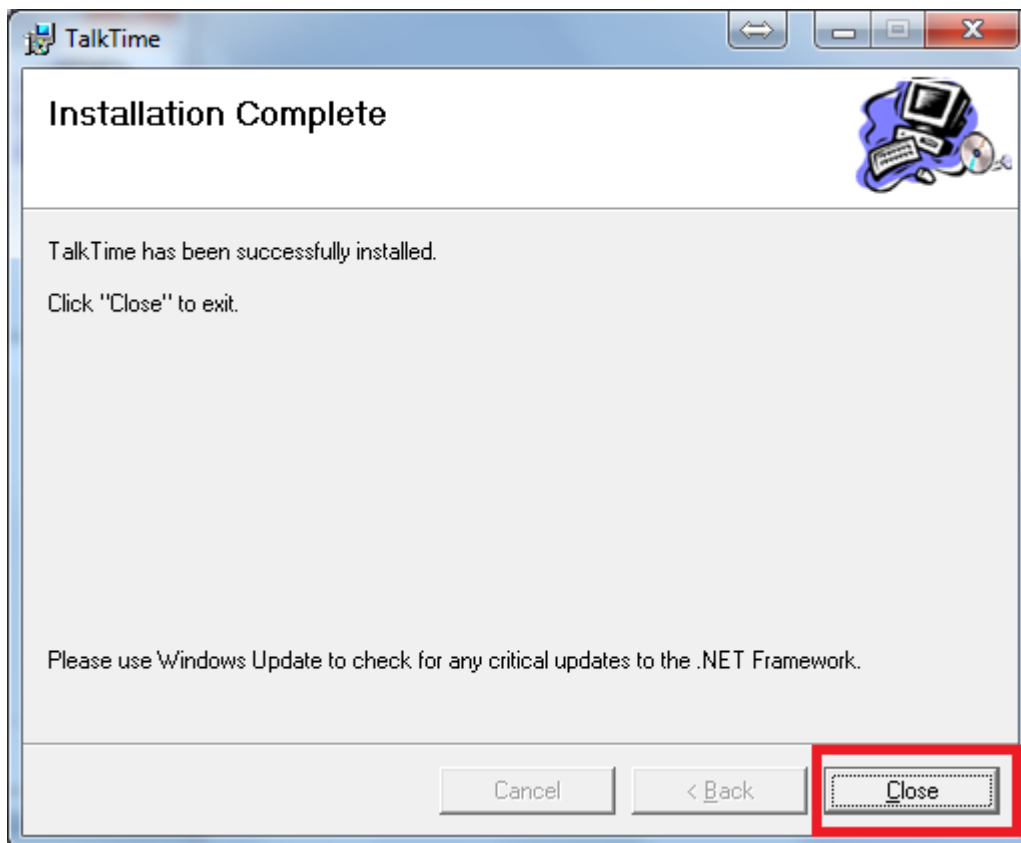 TalkTime
Installation Complete
TalkTime has been successfully installed.
Click "Close" to exit.
Please use Windows Update to check for any critical updates to the .NET Framework.
Cancel
< Back
Close